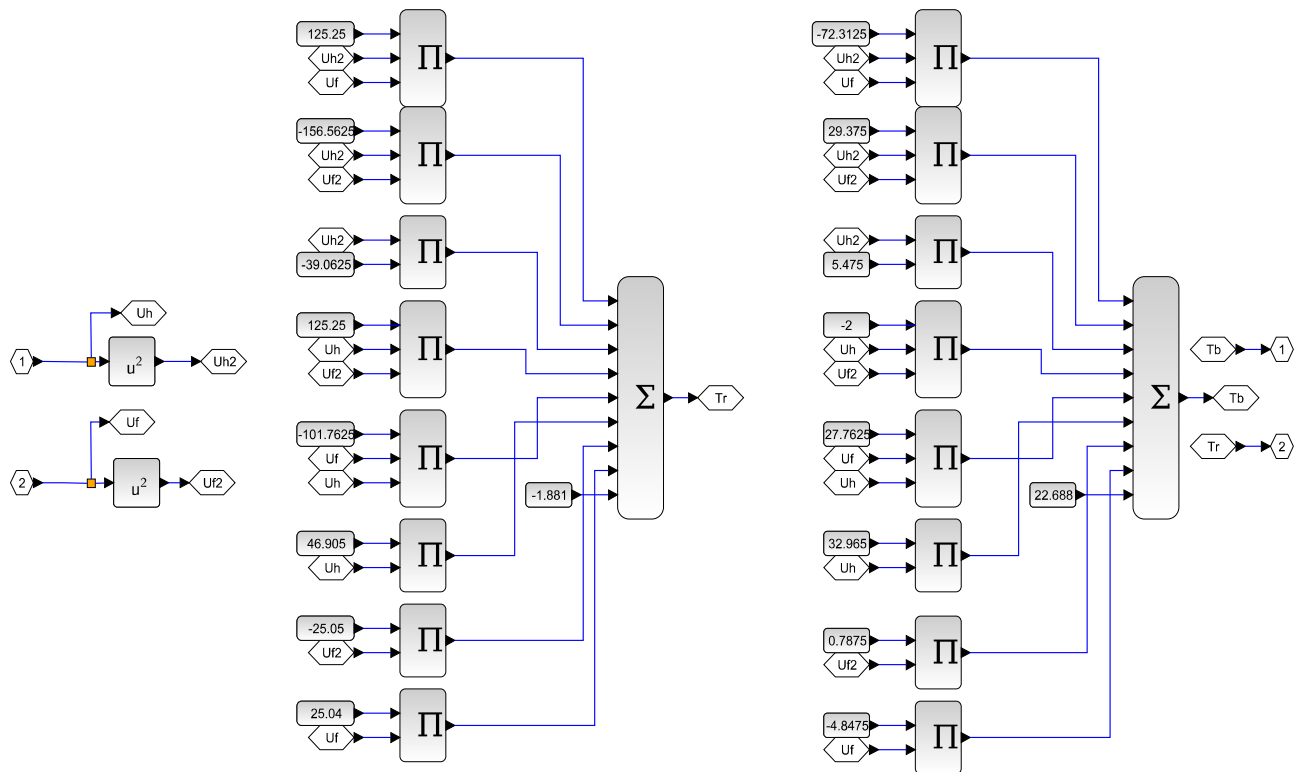 1
Uh
u²
Uh2
2
Uf
u²
Uf2
125.25
Uh2
Uf
Π
-156.5625
Uh2
Uf2
Π
Uh2
-39.0625
Π
125.25
Uh
Uf2
Π
-101.7625
Uf
Uh
Π
46.905
Uh
Π
-25.05
Uf2
Π
25.04
Uf
Π
-1.881
Σ
Tr
-72.3125
Uh2
Uf
Π
29.375
Uh2
Uf2
Π
Uh2
5.475
Π
-2
Uh
Uf2
Π
27.7625
Uf
Uh
Π
32.965
Uh
Π
0.7875
Uf2
Π
-4.8475
Uf
Π
22.688
Σ
Tb
Tb
1
Tr
2